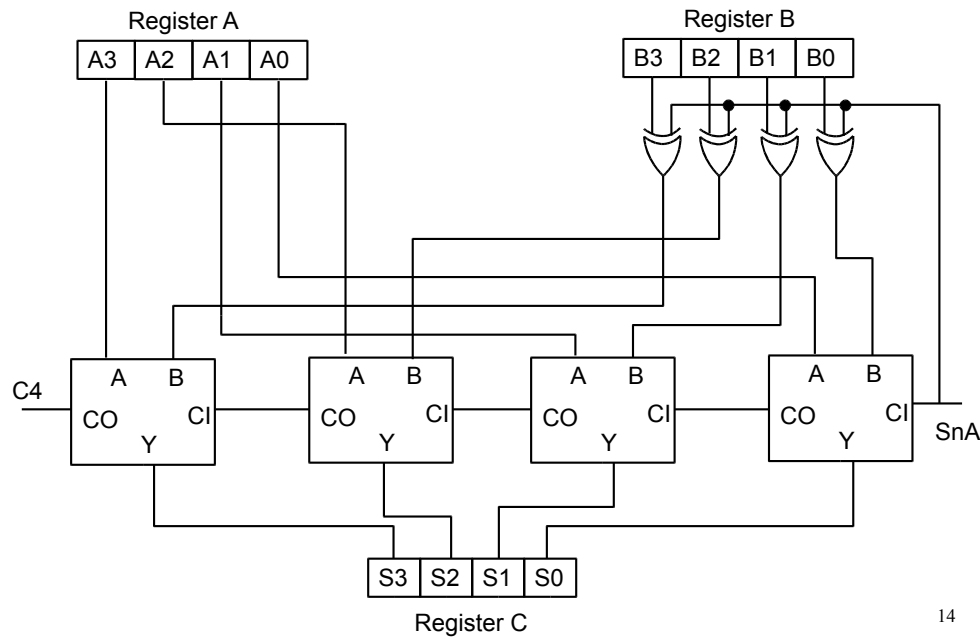 Register A
Register B
A3 A2 A1 A0
B3 B2 B1 B0
A B
A B
A B
A B
C4
CO CI
CO CI
CO CI
CO CI
SnA
Y
Y
Y
Y
S3 S2 S1 S0
Register C
14